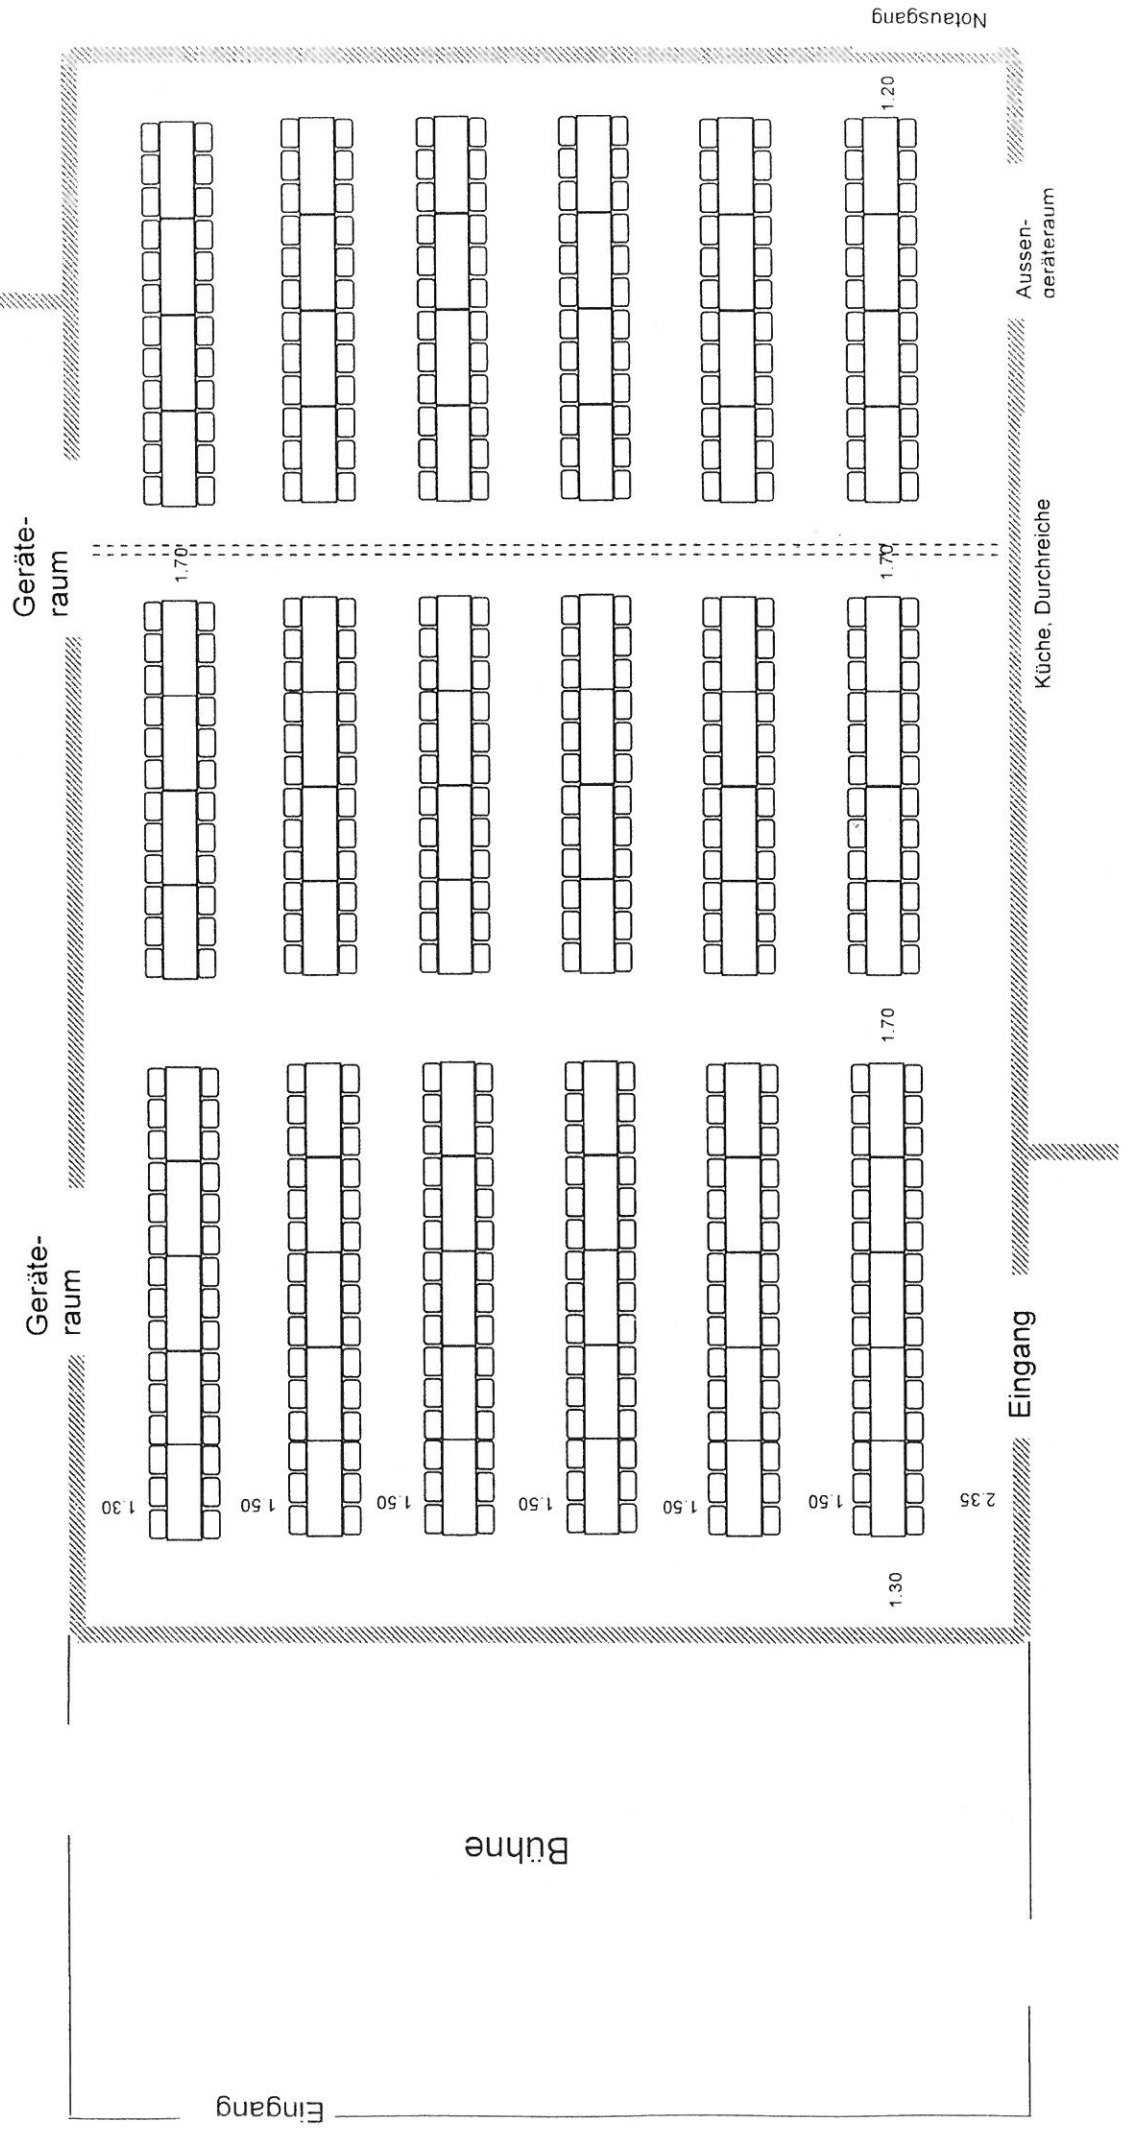 Notausgang
1.20
Aussen-
geräteraum
Geräte-
raum
1.70
1.70
Küche, Durchreiche
1.70
Geräte-
raum
Eingang
1.30
1.50
1.50
1.50
1.50
1.50
2.35
1.30
Bühne
Eingang